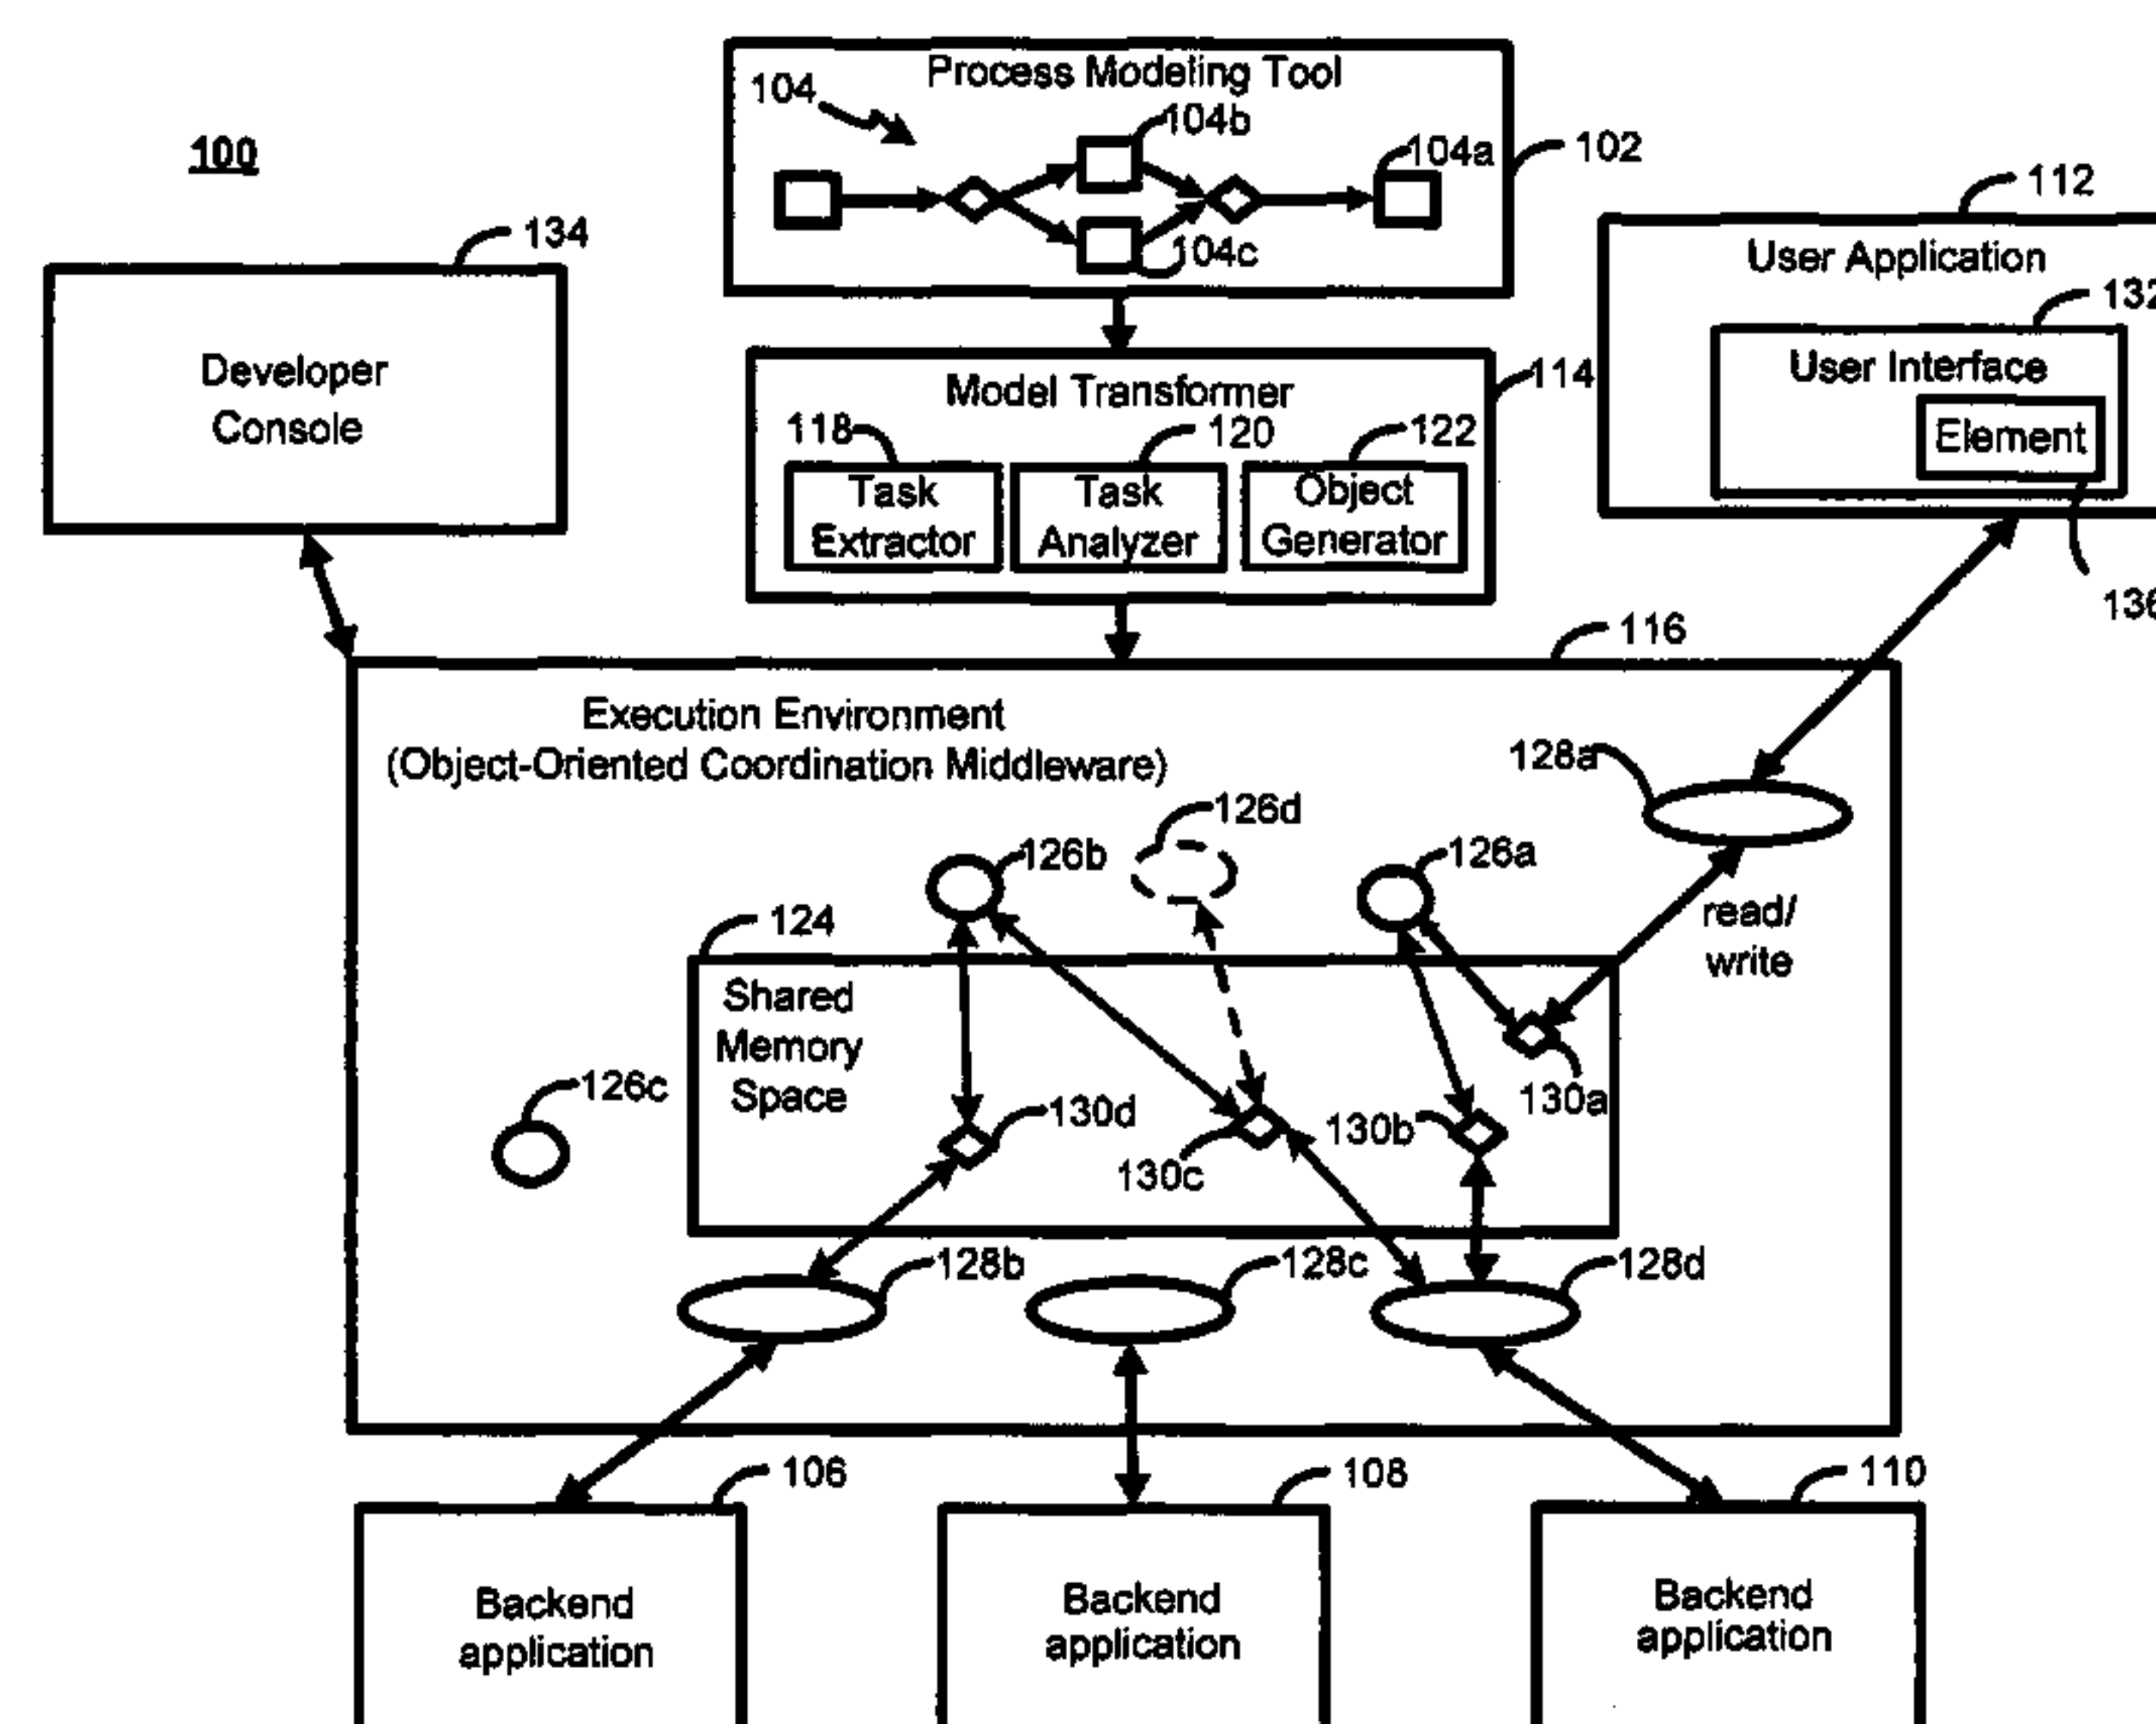 100
Process Modeling Tool
104
104b
104a
104c
102
134
Developer
Console
112
User Application
132
User Interface
Element
136
Model Transformer
114
118
120
122
Task
Extractor
Task
Analyzer
Object
Generator
116
Execution Environment
(Object-Oriented Coordination Middleware)
128a
126d
126b
126a
read/
write
124
Shared
Memory
Space
126c
130d
130c
130b
130a
128b
128c
128d
106
108
110
Backend
application
Backend
application
Backend
application